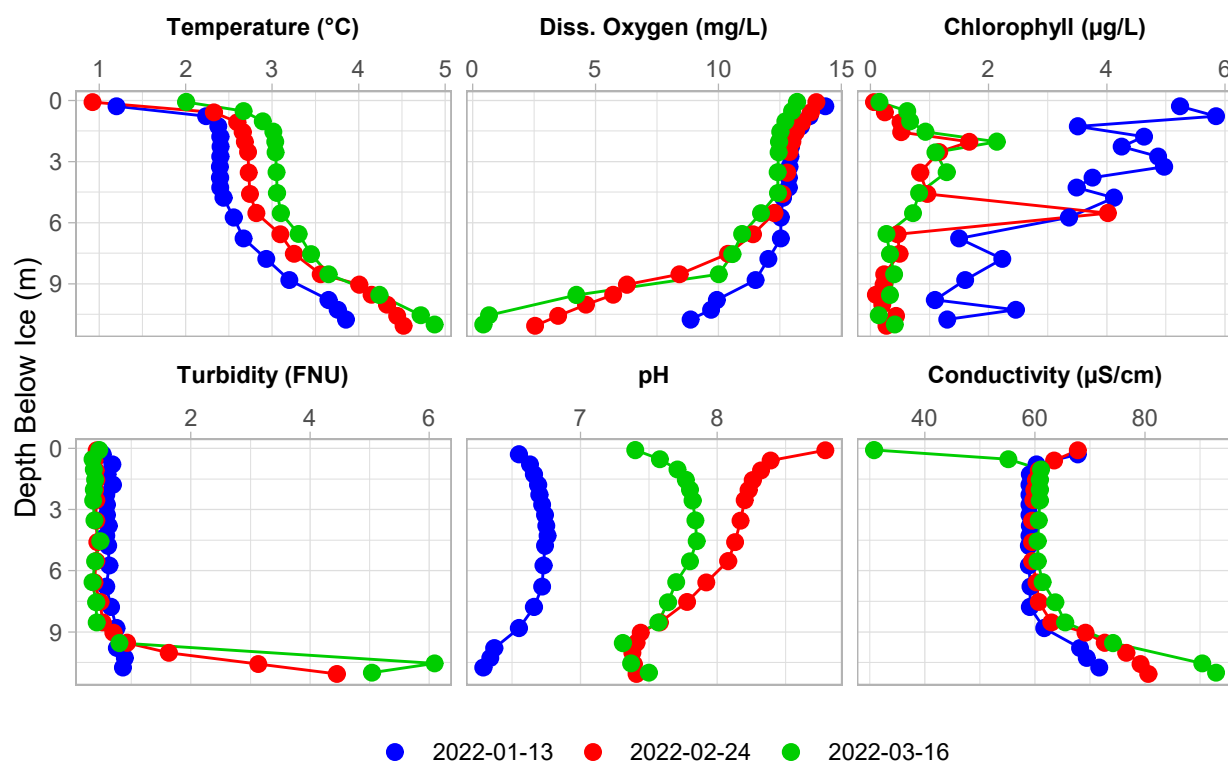 Temperature (°C) Diss. Oxygen (mg/L) Chlorophyll (µg/L)
1 2 3 4 5 0 5 10 15 0 2 4 6
0
3
6
9
Turbidity (FNU) pH Conductivity (µS/cm)
2 4 6 7 8 40 60 80
0
3
6
9
Depth Below Ice (m)
2022-01-13 2022-02-24 2022-03-16